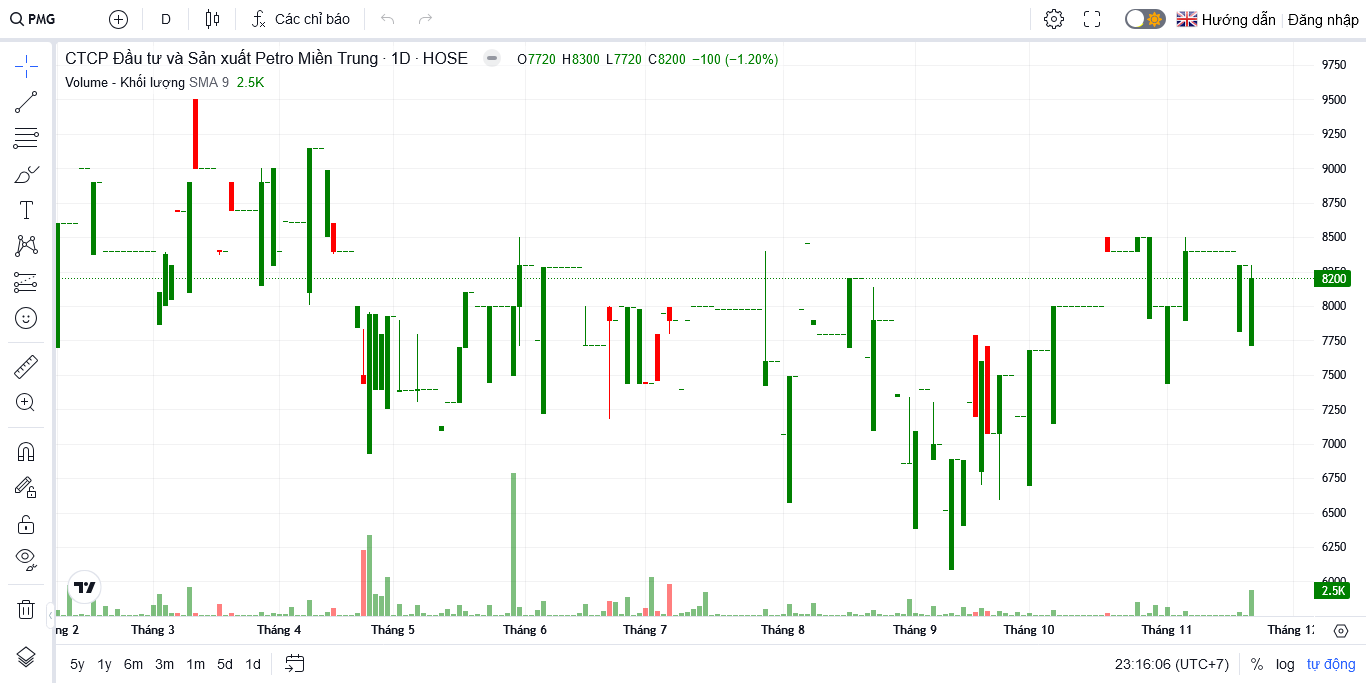 PMG D Các chỉ báo Hướng dẫn Đăng nhập
CTCP Đầu tư và Sản xuất Petro Miền Trung · 1D · HOSE O7720 H8300 L7720 C8200 −100 (−1.20%)
Volume - Khối lượng SMA 9 2.5K
9750
9500
9250
9000
8750
8500
8200
8000
7750
7500
7250
7000
6750
6500
6250
6000
2.5K
ng 2 Tháng 3 Tháng 4 Tháng 5 Tháng 6 Tháng 7 Tháng 8 Tháng 9 Tháng 10 Tháng 11 Tháng 12
5y 1y 6m 3m 1m 5d 1d 23:16:06 (UTC+7) % log tự động